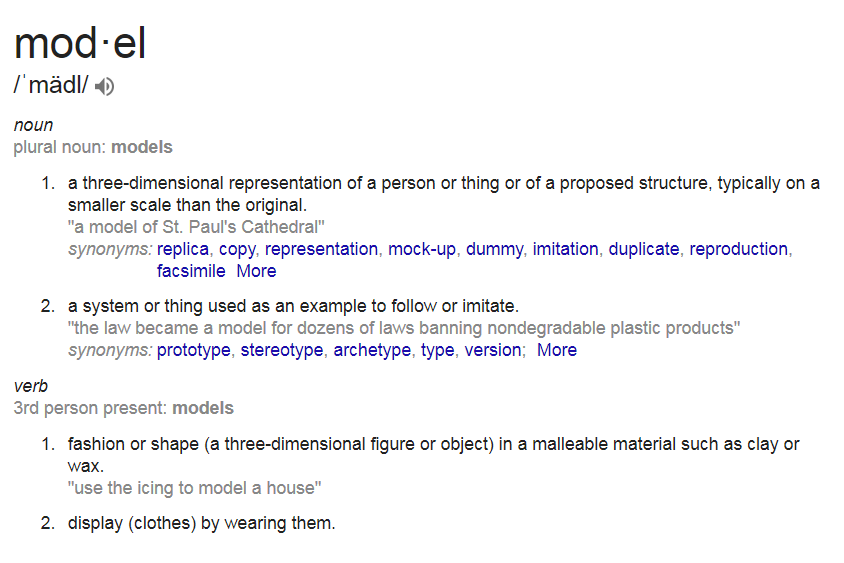 mod·el
/ˈmädl/
noun
plural noun: models
1. a three-dimensional representation of a person or thing or of a proposed structure, typically on a
smaller scale than the original.
"a model of St. Paul's Cathedral"
synonyms: replica, copy, representation, mock-up, dummy, imitation, duplicate, reproduction,
facsimile More
2. a system or thing used as an example to follow or imitate.
"the law became a model for dozens of laws banning nondegradable plastic products"
synonyms: prototype, stereotype, archetype, type, version; More
verb
3rd person present: models
1. fashion or shape (a three-dimensional figure or object) in a malleable material such as clay or
wax.
"use the icing to model a house"
2. display (clothes) by wearing them.